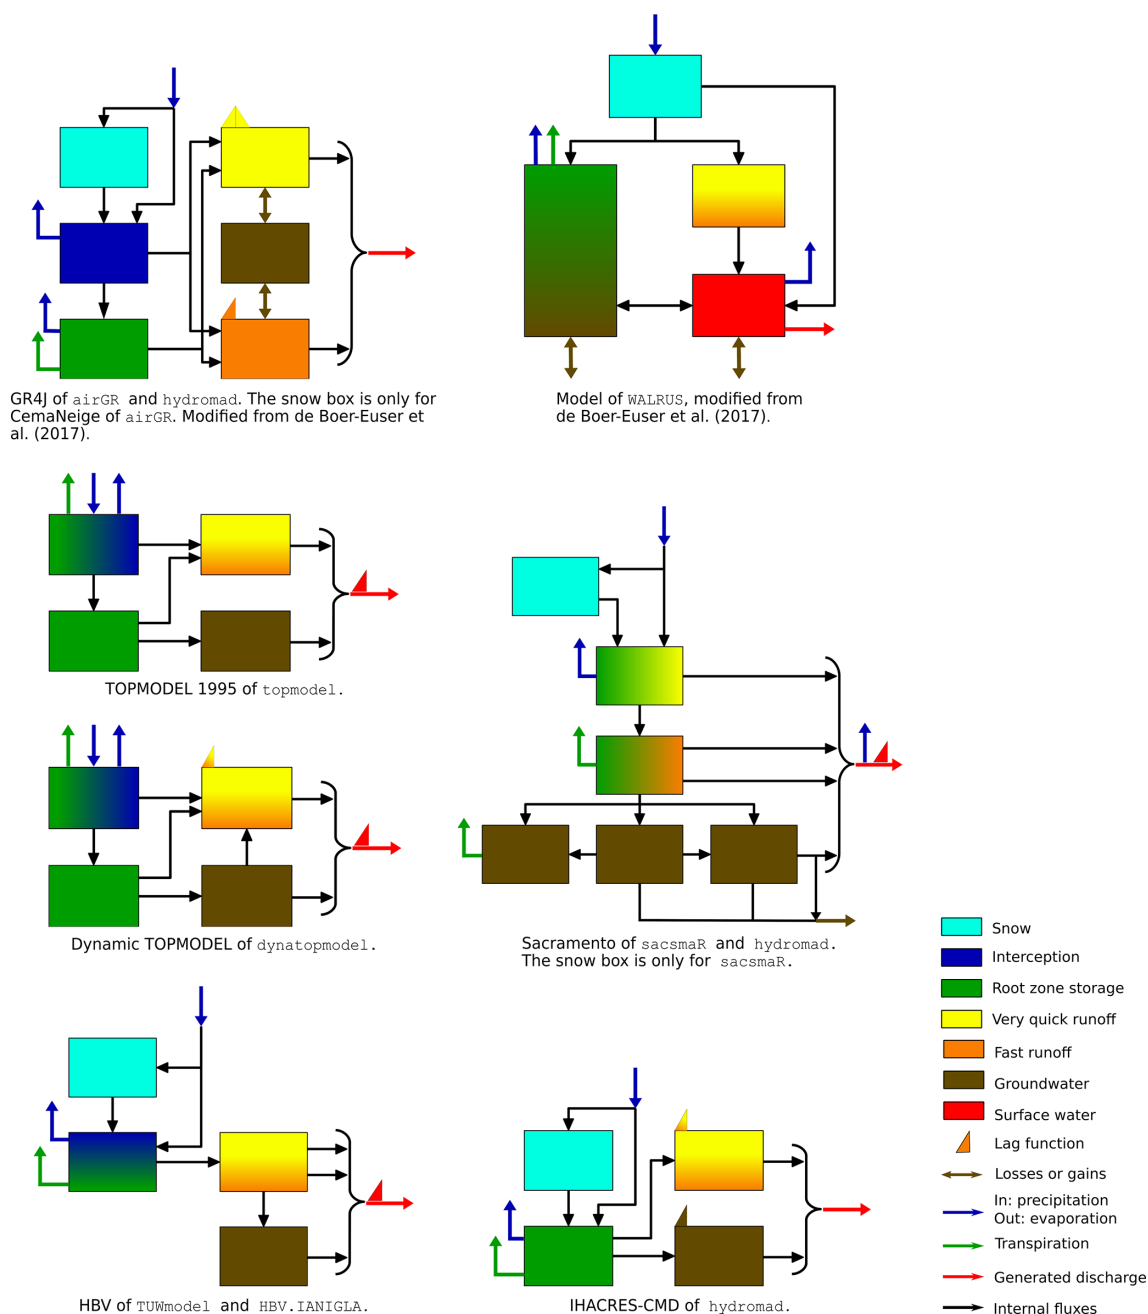 GR4J of airGR and hydromad. The snow box is only for
CemaNeige of airGR. Modified from de Boer-Euser et
al. (2017).
Model of WALRUS, modified from
de Boer-Euser et al. (2017).
TOPMODEL 1995 of topmodel.
Dynamic TOPMODEL of dynatopmodel.
Sacramento of sacsmaR and hydromad.
The snow box is only for sacsmaR.
HBV of TUWmodel and HBV.IANIGLA.
IHACRES-CMD of hydromad.
Snow
Interception
Root zone storage
Very quick runoff
Fast runoff
Groundwater
Surface water
Lag function
Losses or gains
In: precipitation
Out: evaporation
Transpiration
Generated discharge
Internal fluxes